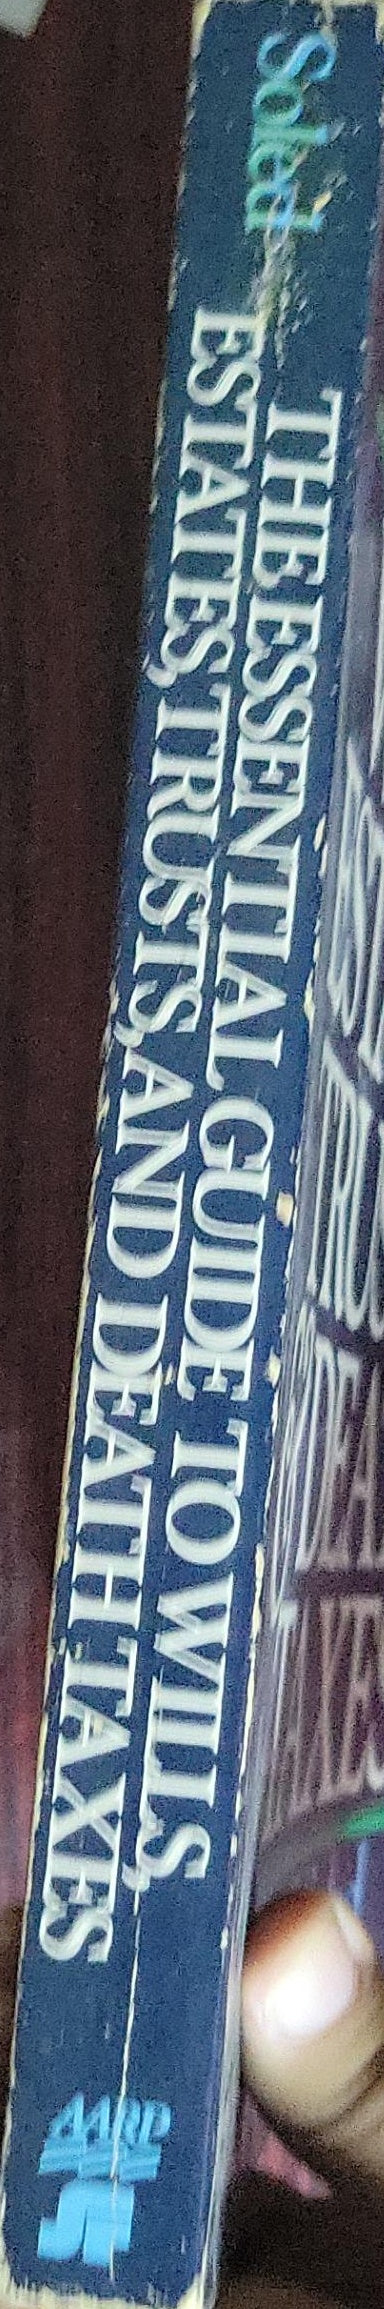 Soled
THE ESSENTIAL GUIDE TO WILLS,
ESTATES, TRUSTS, AND DEATH TAXES
AARP